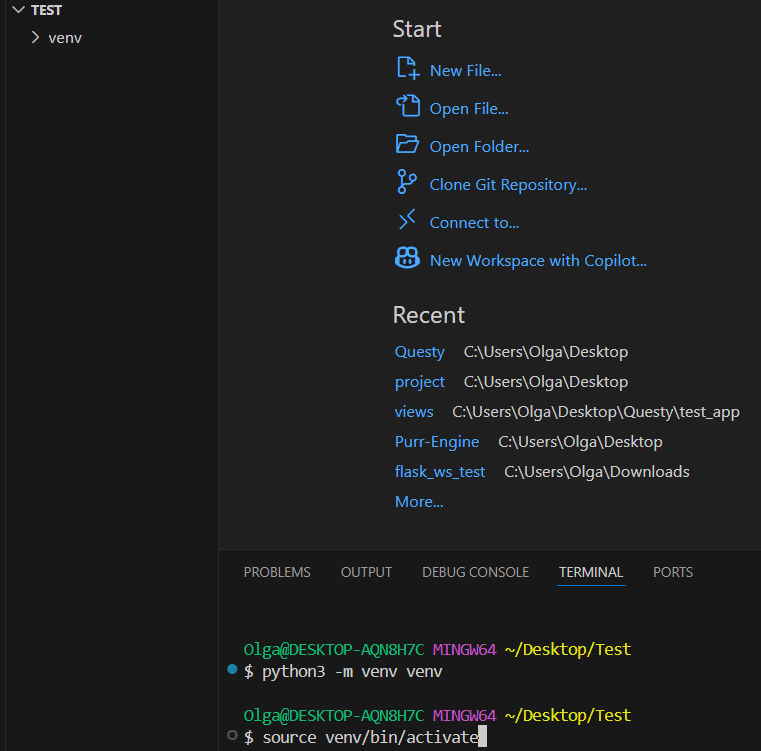 TEST
venv
Start
New File...
Open File...
Open Folder...
Clone Git Repository...
Connect to...
New Workspace with Copilot...
Recent
Questy C:\Users\Olga\Desktop
project C:\Users\Olga\Desktop
views C:\Users\Olga\Desktop\Questy\test_app
Purr-Engine C:\Users\Olga\Desktop
flask_ws_test C:\Users\Olga\Downloads
More...
PROBLEMS OUTPUT DEBUG CONSOLE TERMINAL PORTS
Olga@DESKTOP-AQN8H7C MINGW64 ~/Desktop/Test
$ python3 -m venv venv
Olga@DESKTOP-AQN8H7C MINGW64 ~/Desktop/Test
$ source venv/bin/activate